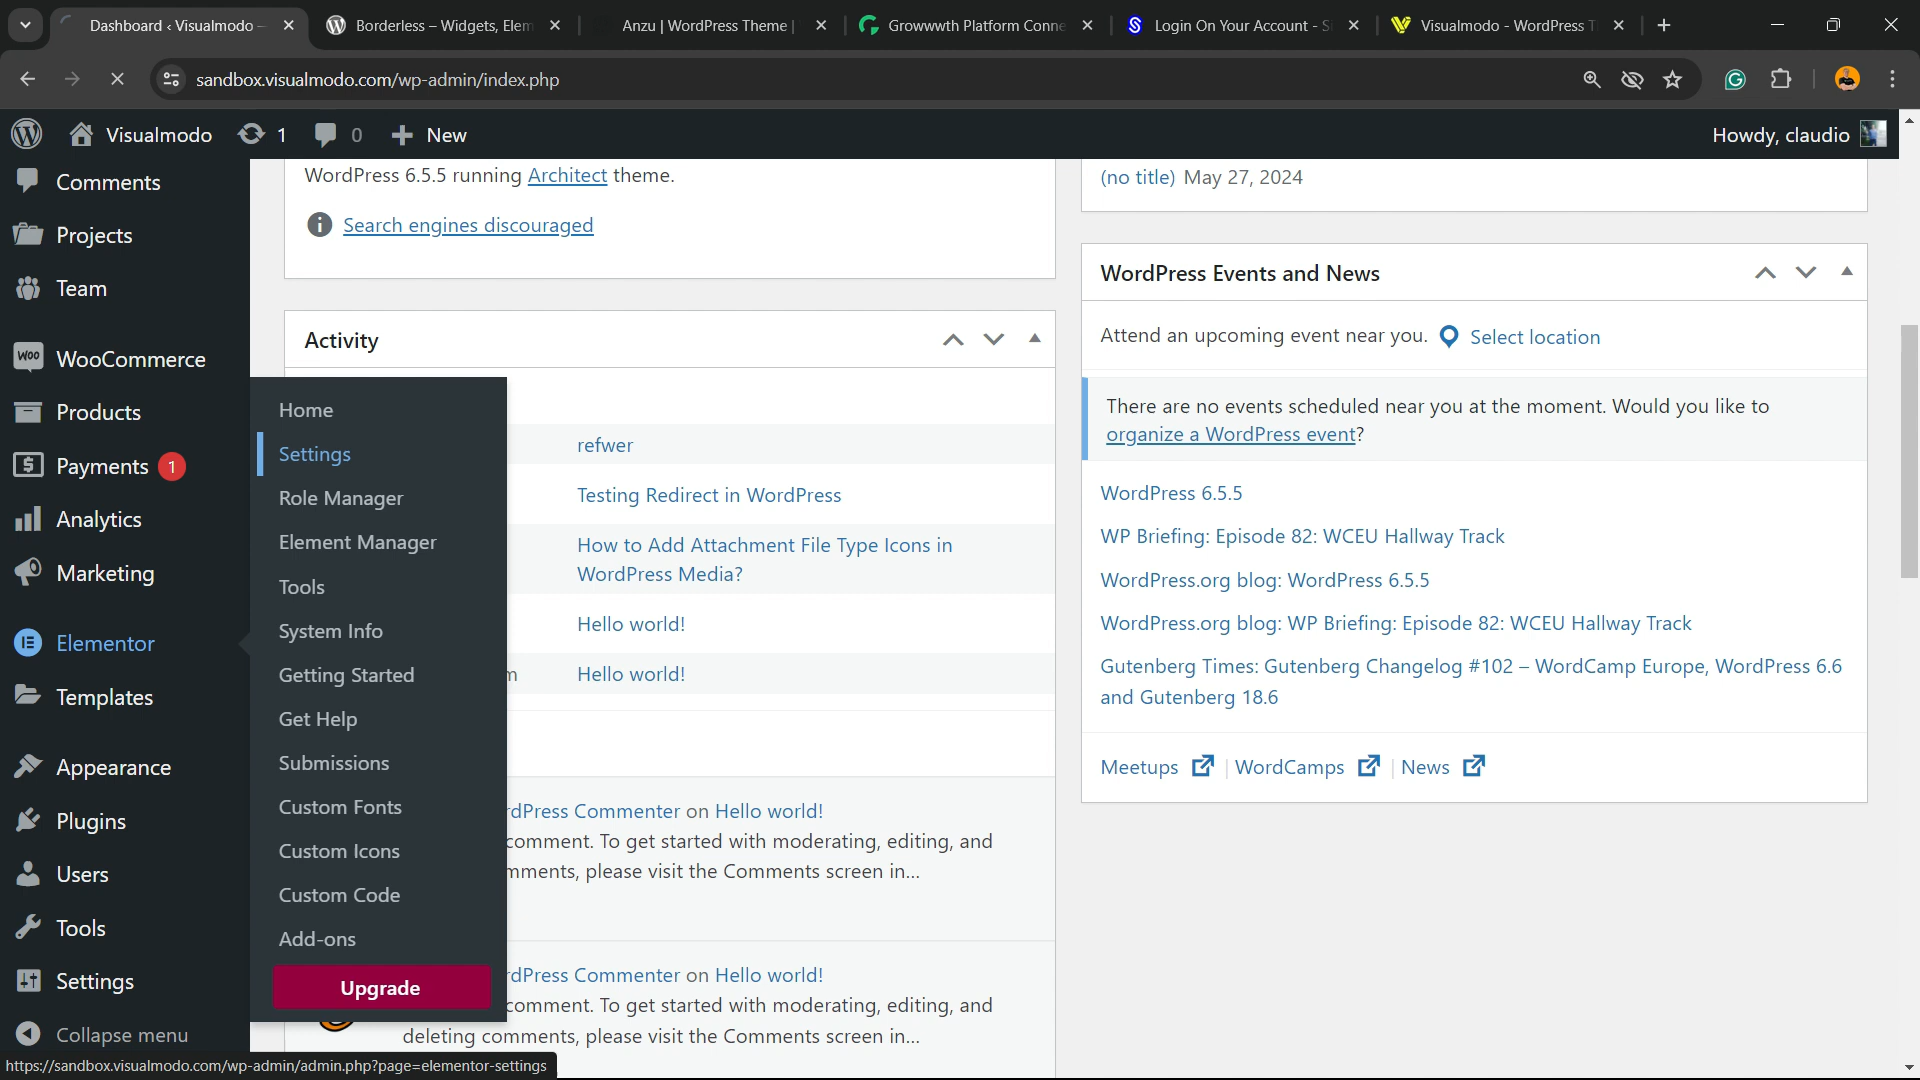 Dashboard ‹ Visualmodo –
Borderless – Widgets, Elem
Anzu | WordPress Theme |
Growwwth Platform Conne
Login On Your Account - S
Visualmodo - WordPress T
sandbox.visualmodo.com/wp-admin/index.php
Visualmodo
1
0
New
Howdy, claudio
Comments
Projects
Team
WooCommerce
Products
Payments 1
Analytics
Marketing
Elementor
Templates
Appearance
Plugins
Users
Tools
Settings
Collapse menu
Home
Settings
Role Manager
Element Manager
Tools
System Info
Getting Started
Get Help
Submissions
Custom Fonts
Custom Icons
Custom Code
Add-ons
Upgrade
WordPress 6.5.5 running Architect theme.
Search engines discouraged
Activity
refwer
Testing Redirect in WordPress
How to Add Attachment File Type Icons in
WordPress Media?
Hello world!
m
Hello world!
rdPress Commenter on Hello world!
comment. To get started with moderating, editing, and
mments, please visit the Comments screen in...
rdPress Commenter on Hello world!
comment. To get started with moderating, editing, and
deleting comments, please visit the Comments screen in...
(no title) May 27, 2024
WordPress Events and News
Attend an upcoming event near you. Select location
There are no events scheduled near you at the moment. Would you like to
organize a WordPress event?
WordPress 6.5.5
WP Briefing: Episode 82: WCEU Hallway Track
WordPress.org blog: WordPress 6.5.5
WordPress.org blog: WP Briefing: Episode 82: WCEU Hallway Track
Gutenberg Times: Gutenberg Changelog #102 – WordCamp Europe, WordPress 6.6
and Gutenberg 18.6
Meetups | WordCamps | News
https://sandbox.visualmodo.com/wp-admin/admin.php?page=elementor-settings